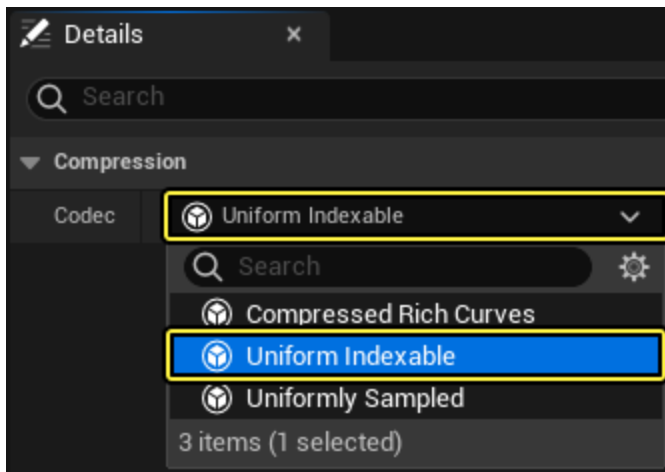 Details
Search
Compression
Codec
Uniform Indexable
Search
Compressed Rich Curves
Uniform Indexable
Uniformly Sampled
3 items (1 selected)